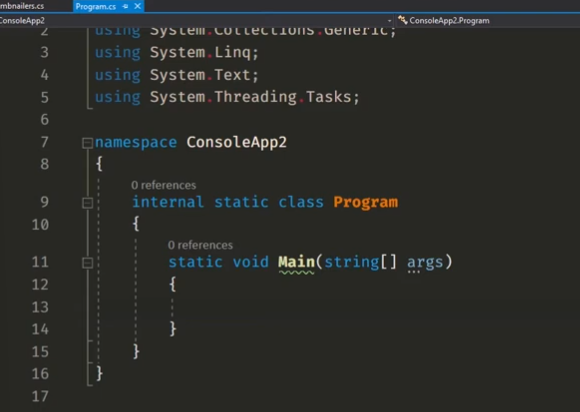 mbnailers.cs Program.cs
ConsoleApp2 ConsoleApp2.Program
2 using System.Collections.Generic;
3 using System.Linq;
4 using System.Text;
5 using System.Threading.Tasks;
6
7 namespace ConsoleApp2
8 {
0 references
9 internal static class Program
10 {
0 references
11 static void Main(string[] args)
12 {
13
14 }
15 }
16 }
17